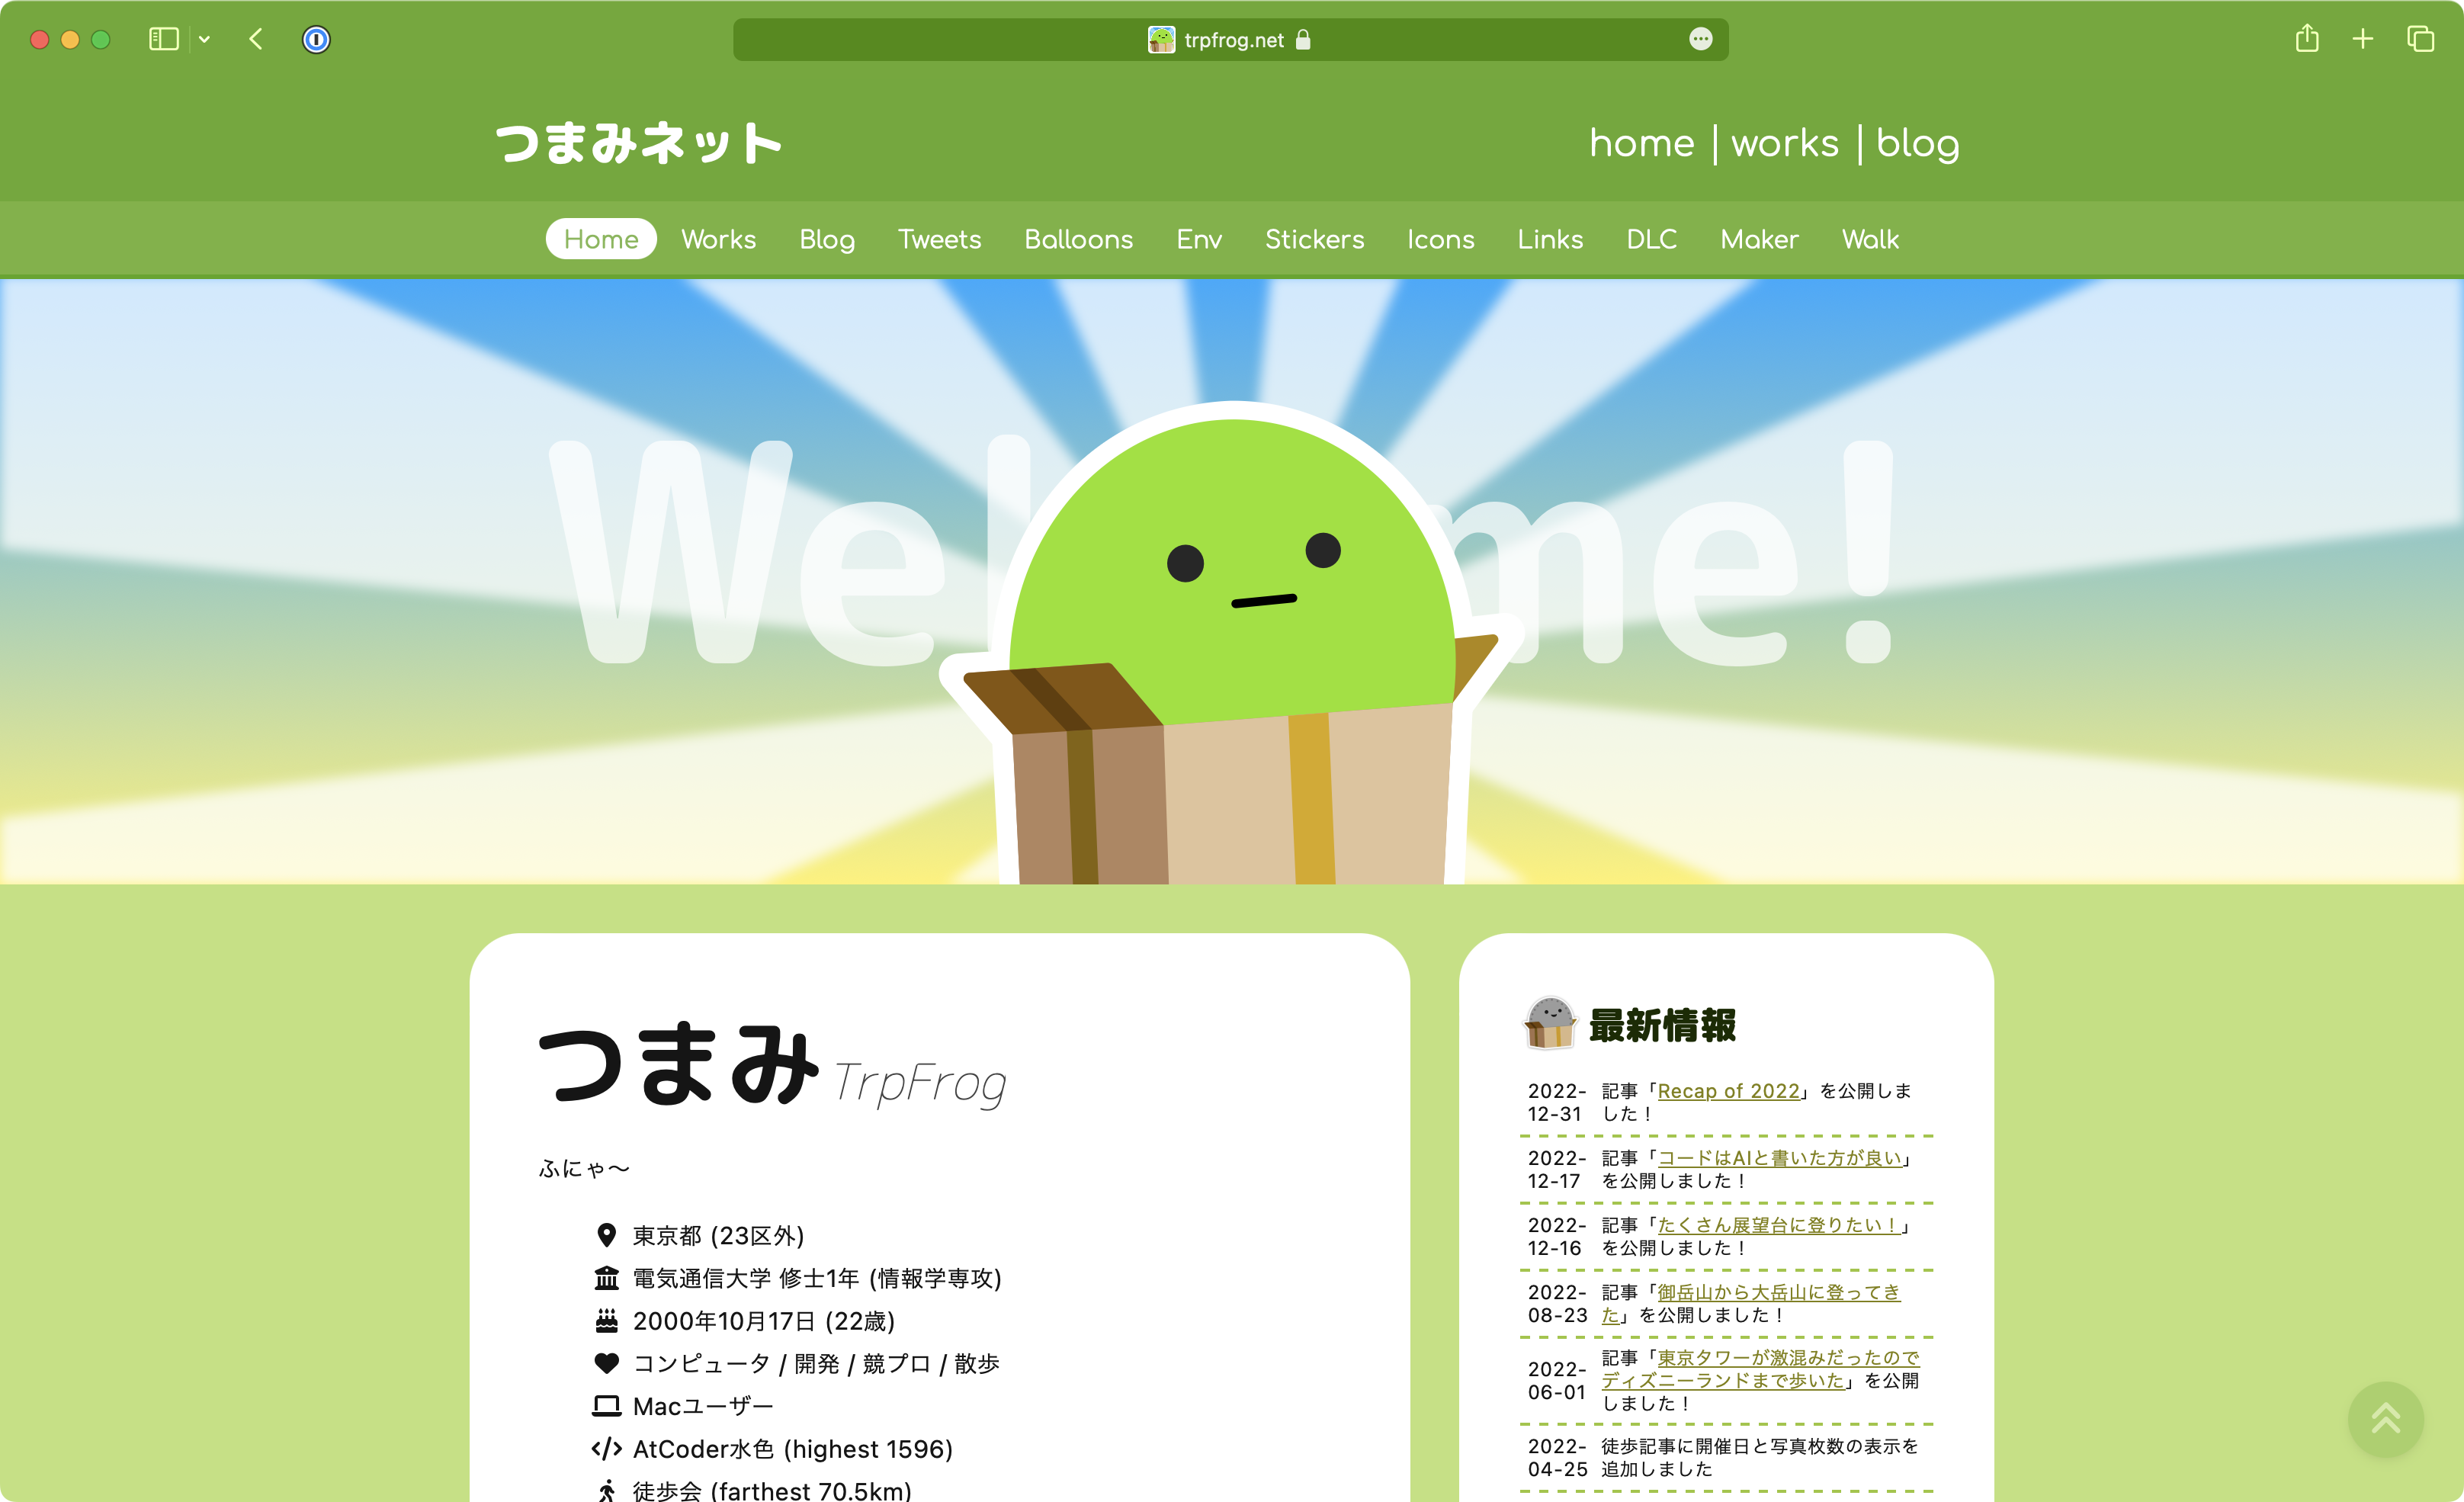 trpfrog.net
つまみネット
home | works | blog
Home Works Blog Tweets Balloons Env Stickers Icons Links DLC Maker Walk
Wel me!
つまみ TrpFrog
ふにゃ〜
東京都 (23区外)
電気通信大学 修士1年 (情報学専攻)
2000年10月17日 (22歳)
コンピュータ / 開発 / 競プロ / 散歩
Macユーザー
AtCoder水色 (highest 1596)
徒歩会 (farthest 70.5km)
最新情報
2022-12-31 記事「Recap of 2022」を公開しま
した！
2022-12-17 記事「コードはAIと書いた方が良い」
を公開しました！
2022-12-16 記事「たくさん展望台に登りたい！」
を公開しました！
2022-08-23 記事「御岳山から大岳山に登ってき
た」を公開しました！
2022-06-01 記事「東京タワーが激混みだったので
ディズニーランドまで歩いた」を公開
しました！
2022-04-25 徒歩記事に開催日と写真枚数の表示を
追加しました